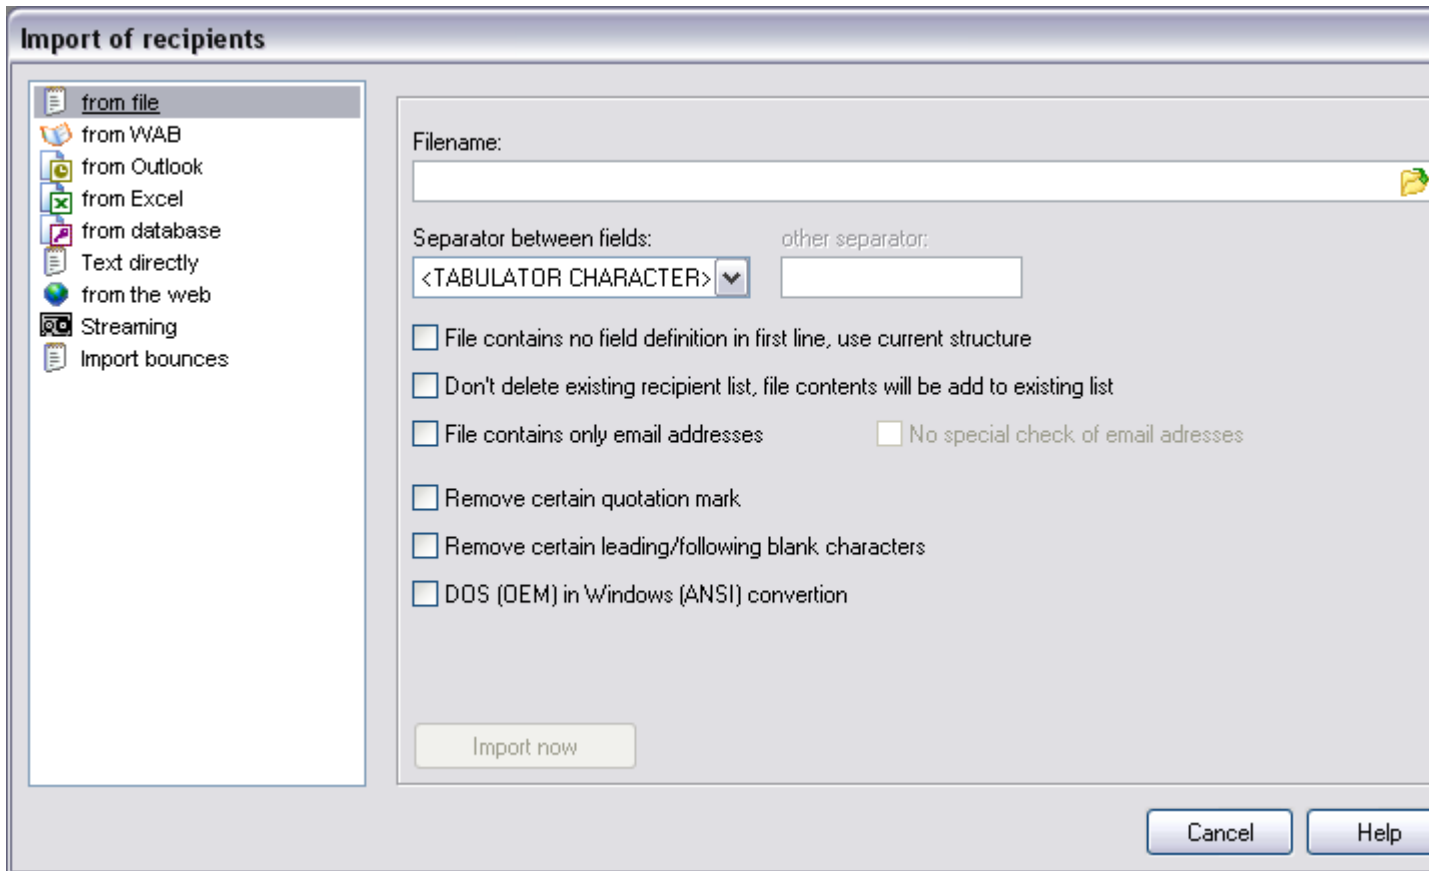 Import of recipients
from file
from WAB
from Outlook
from Excel
from database
Text directly
from the web
Streaming
Import bounces
Filename:
Separator between fields: other separator:
<TABULATOR CHARACTER>
File contains no field definition in first line, use current structure
Don't delete existing recipient list, file contents will be add to existing list
File contains only email addresses No special check of email adresses
Remove certain quotation mark
Remove certain leading/following blank characters
DOS (OEM) in Windows (ANSI) convertion
Import now
Cancel Help